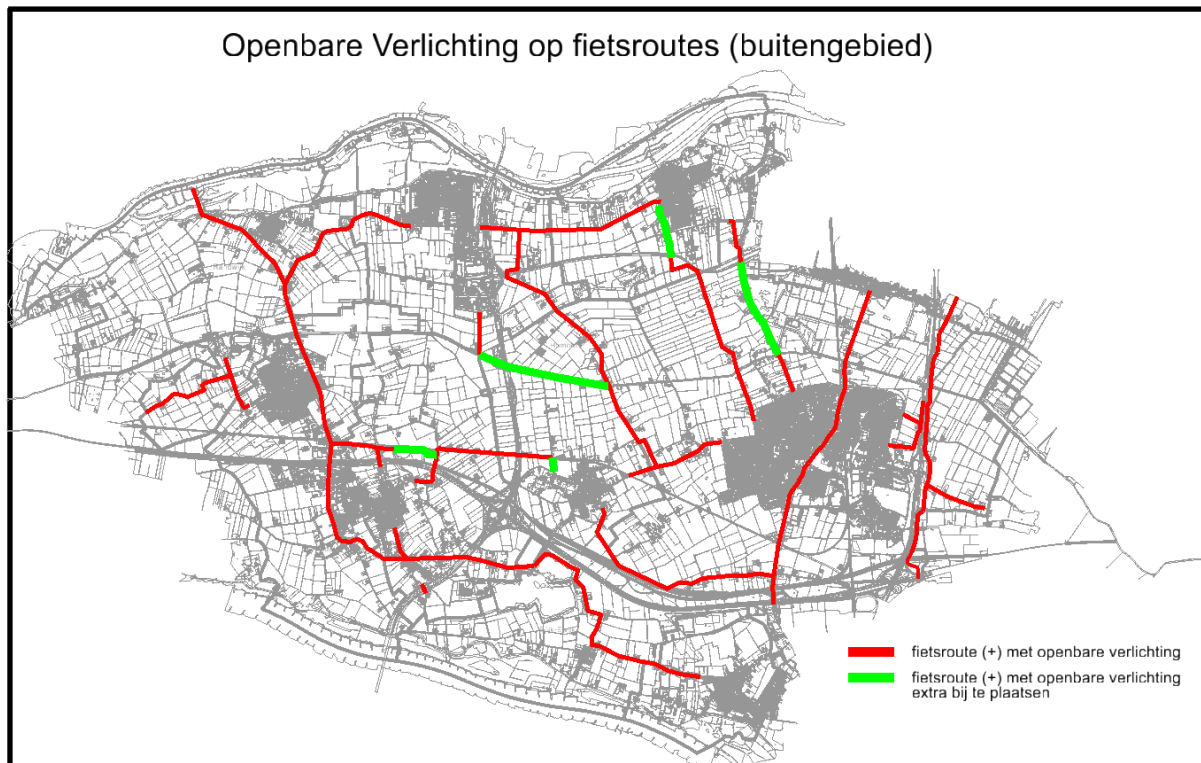 Openbare Verlichting op fietsroutes (buitengebied)
fietsroute (+) met openbare verlichting
fietsroute (+) met openbare verlichting
extra bij te plaatsen